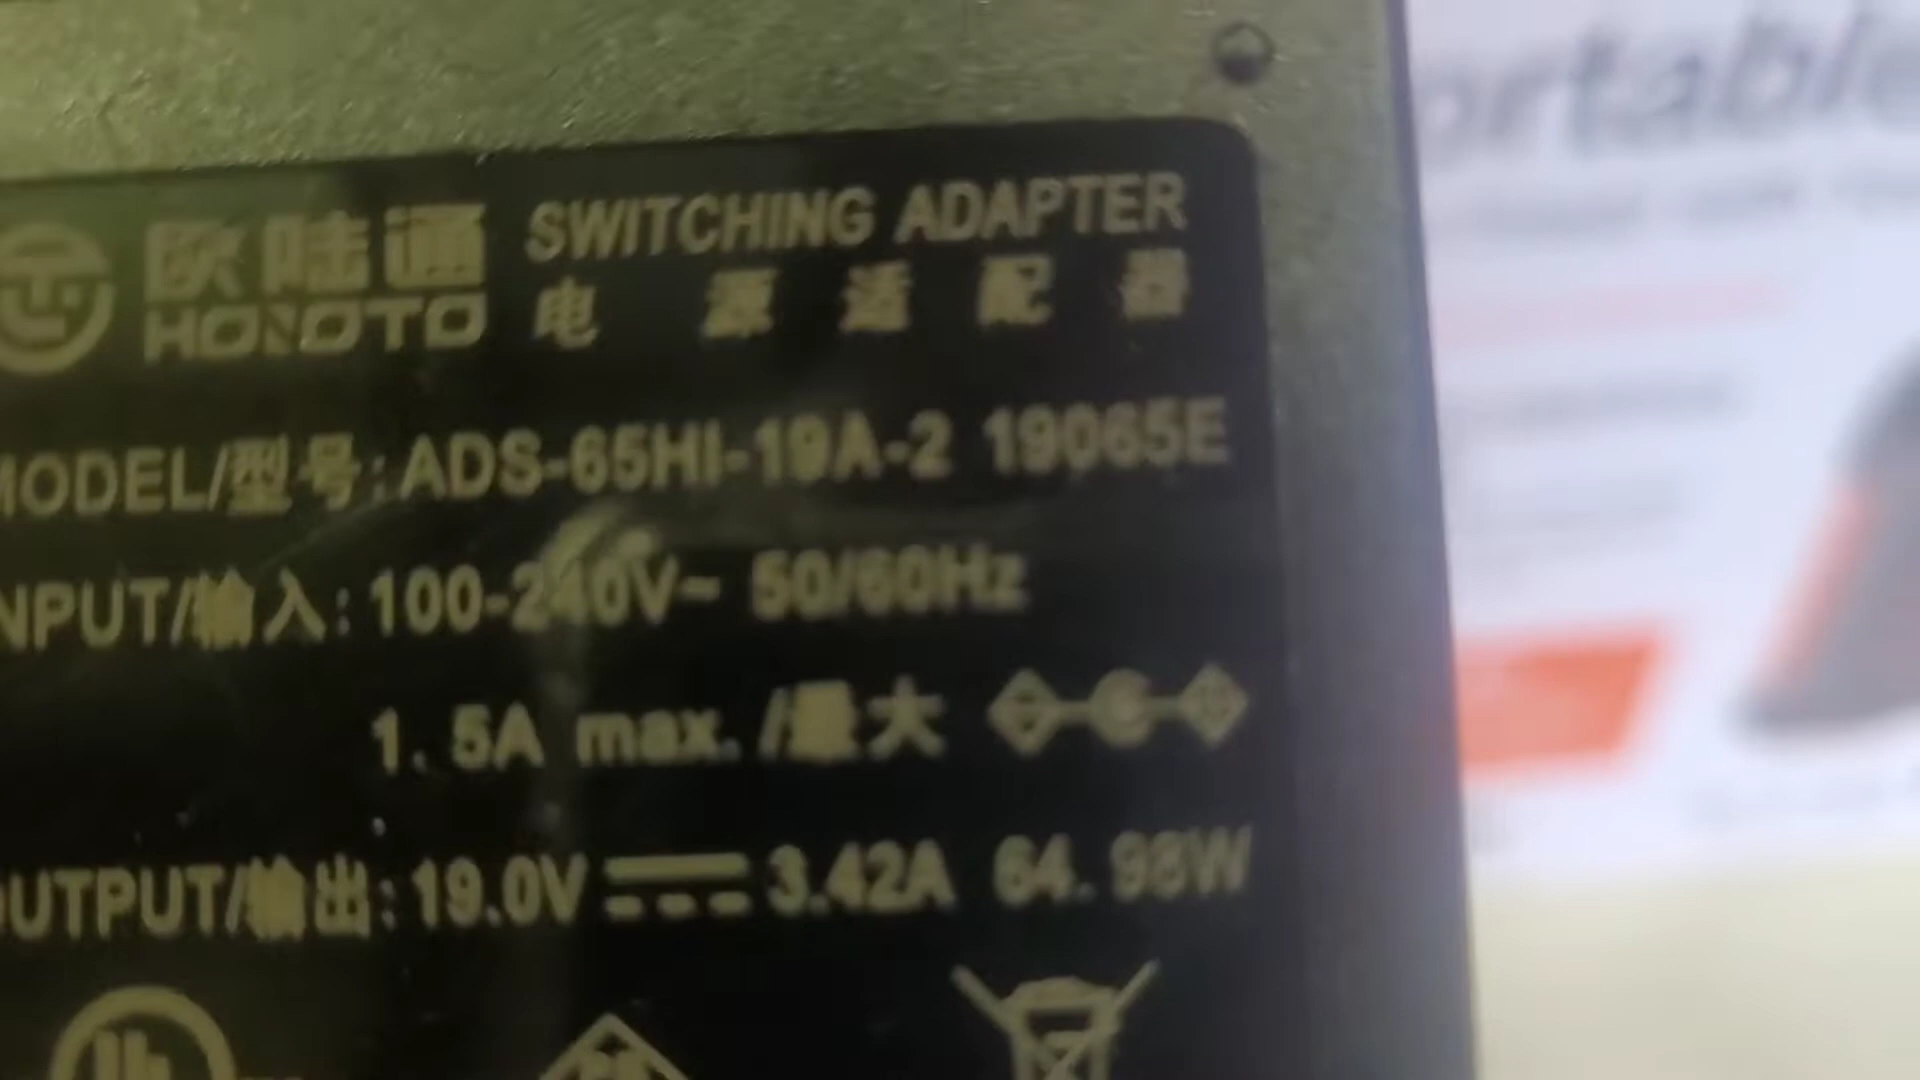 欧陆通 SWITCHING ADAPTER
HONOTO 电源适配器
MODEL/型号: ADS-65HI-19A-2 19065E
INPUT/输入: 100-240V~ 50/60Hz
1.5A max./最大
OUTPUT/输出: 19.0V 3.42A 64.98W
ortable